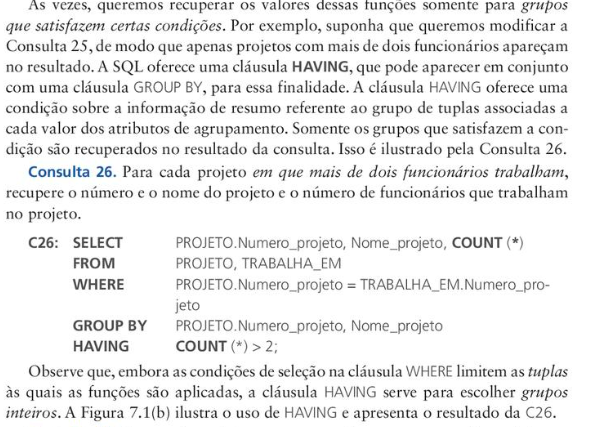 Às vezes, queremos recuperar os valores dessas funções somente para grupos
que satisfazem certas condições. Por exemplo, suponha que queremos modificar a
Consulta 25, de modo que apenas projetos com mais de dois funcionários apareçam
no resultado. A SQL oferece uma cláusula HAVING, que pode aparecer em conjunto
com uma cláusula GROUP BY, para essa finalidade. A cláusula HAVING oferece uma
condição sobre a informação de resumo referente ao grupo de tuplas associadas a
cada valor dos atributos de agrupamento. Somente os grupos que satisfazem a con-
dição são recuperados no resultado da consulta. Isso é ilustrado pela Consulta 26.
Consulta 26. Para cada projeto em que mais de dois funcionários trabalham,
recupere o número e o nome do projeto e o número de funcionários que trabalham
no projeto.
C26: SELECT PROJETO.Numero_projeto, Nome_projeto, COUNT (*)
FROM PROJETO, TRABALHA_EM
WHERE PROJETO.Numero_projeto = TRABALHA_EM.Numero_pro-
jeto
GROUP BY PROJETO.Numero_projeto, Nome_projeto
HAVING COUNT (*) > 2;
Observe que, embora as condições de seleção na cláusula WHERE limitem as tuplas
às quais as funções são aplicadas, a cláusula HAVING serve para escolher grupos
inteiros. A Figura 7.1(b) ilustra o uso de HAVING e apresenta o resultado da C26.